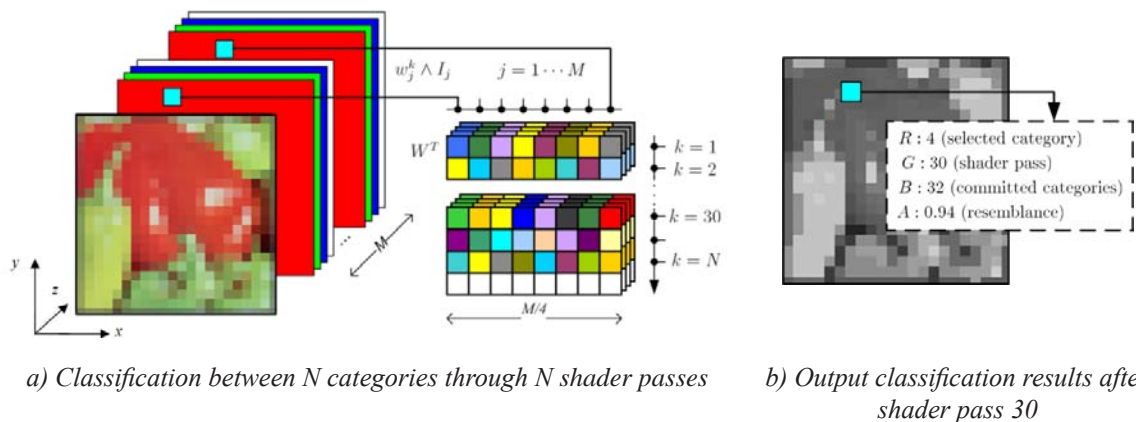 w_j^k ∧ I_j
j = 1 ··· M
W^T
k = 1
k = 2
k = 30
k = N
M
...
M/4
y
z
x
R : 4 (selected category)
G : 30 (shader pass)
B : 32 (committed categories)
A : 0.94 (resemblance)
a) Classification between N categories through N shader passes
b) Output classification results after
shader pass 30